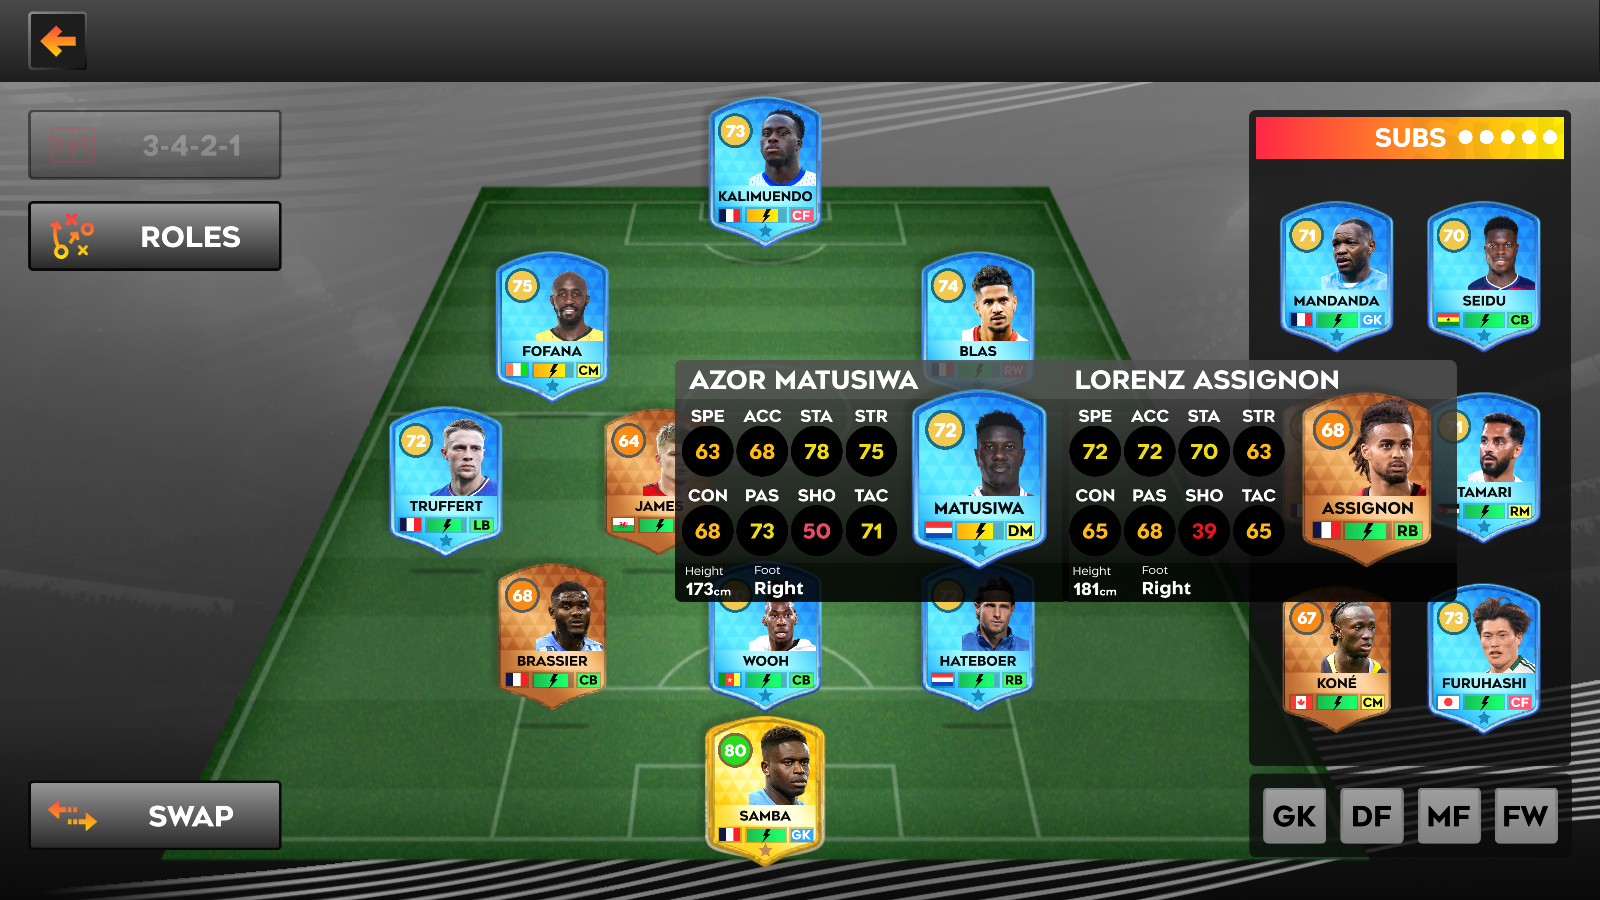 3-4-2-1
ROLES
SWAP
73
KALIMUENDO
CF
75
FOFANA
CM
74
BLAS
RW
72
TRUFFERT
LB
64
JAMES
AZOR MATUSIWA
SPE ACC STA STR
63 68 78 75
CON PAS SHO TAC
68 73 50 71
Height Foot
173cm Right
72
MATUSIWA
DM
LORENZ ASSIGNON
SPE ACC STA STR
72 72 70 63
CON PAS SHO TAC
65 68 39 65
Height Foot
181cm Right
68
ASSIGNON
RB
68
BRASSIER
CB
WOOH
CB
72
HATEBOER
RB
80
SAMBA
GK
SUBS
71
MANDANDA
GK
70
SEIDU
CB
TAMARI
RM
67
KONÉ
CM
73
FURUHASHI
CF
GK DF MF FW